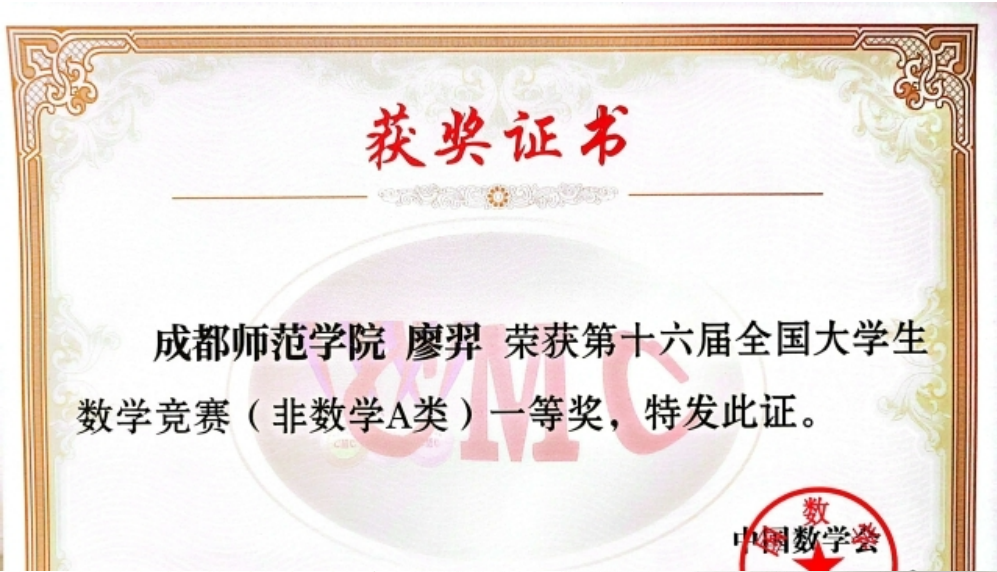 获奖证书
成都师范学院 廖羿 荣获第十六届全国大学生
数学竞赛（非数学A类）一等奖，特发此证。
CMC
中国数学会